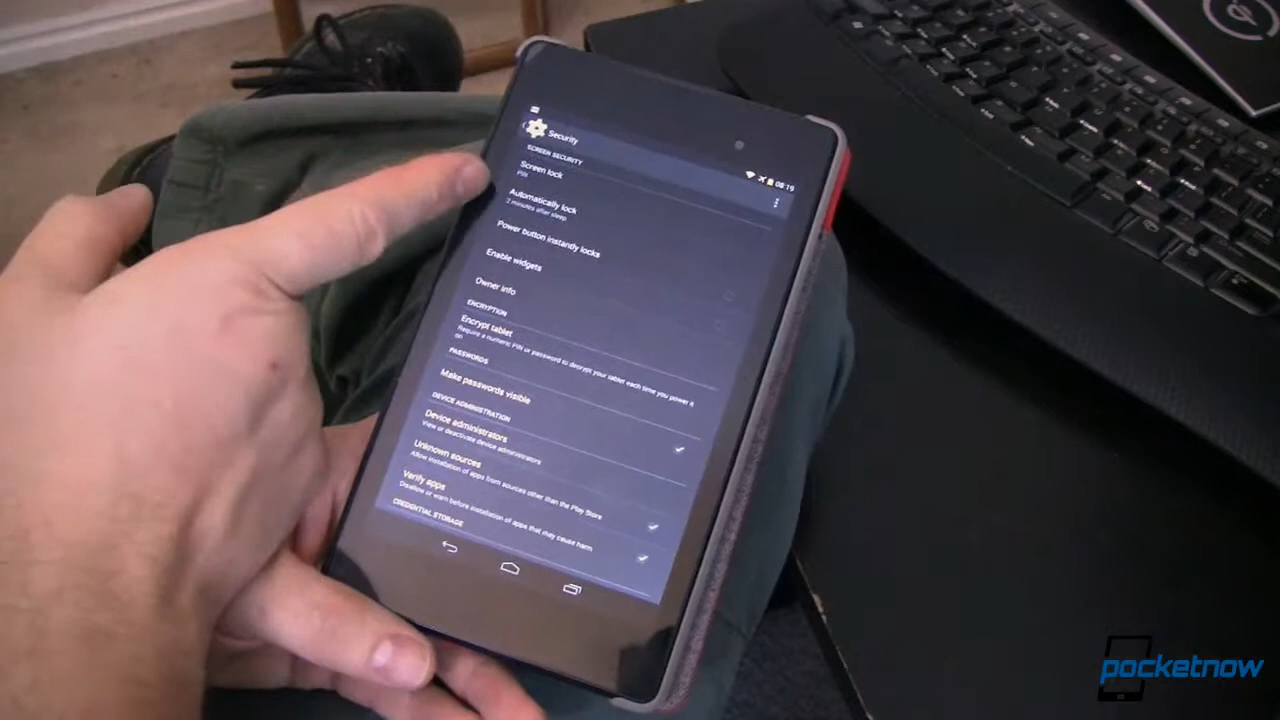 Security
08:19
SCREEN SECURITY
Screen lock
PIN
Automatically lock
2 minutes after sleep
Power button instantly locks
Enable widgets
Owner info
ENCRYPTION
Encrypt tablet
Require a numeric PIN or password to decrypt your tablet each time you power it
on
PASSWORDS
Make passwords visible
DEVICE ADMINISTRATION
Device administrators
View or deactivate device administrators
Unknown sources
Allow installation of apps from sources other than the Play Store
Verify apps
Disallow or warn before installation of apps that may cause harm
CREDENTIAL STORAGE
pocketnow